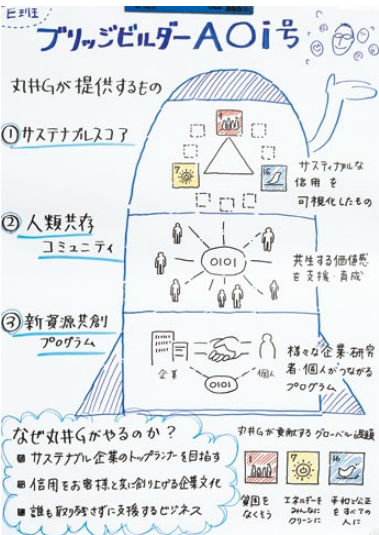 E班
ブリッジビルダーAOi号
丸井Gが提供するもの
①サステナブルスコア
1
7
16
サスティナブルな
信用を
可視化したもの
②人類共存
コミュニティ
OIOI
共生する価値感
を支援・育成
③新資源共創
プログラム
企業
個人
OIOI
様々な企業・研究
者・個人がつながる
プログラム
なぜ丸井Gがやるのか?
サステナブル企業のトップランナーを目指す
信用をお客様と共に創り上げる企業文化
誰も取り残さずに支援するビジネス
丸井Gが貢献するグローバル課題
1
7
16
貧困を
なくそう
エネルギーを
みんなに
クリーンに
平和と公正
をすべての
人に